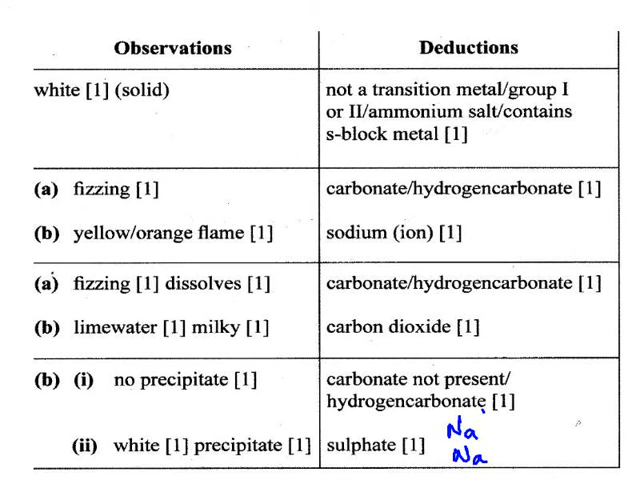 Observations Deductions
white [1] (solid) not a transition metal/group I
or II/ammonium salt/contains
s-block metal [1]
(a) fizzing [1] carbonate/hydrogencarbonate [1]
(b) yellow/orange flame [1] sodium (ion) [1]
(a) fizzing [1] dissolves [1] carbonate/hydrogencarbonate [1]
(b) limewater [1] milky [1] carbon dioxide [1]
(b) (i) no precipitate [1] carbonate not present/
hydrogencarbonate [1]
Na
(ii) white [1] precipitate [1] sulphate [1]
Na